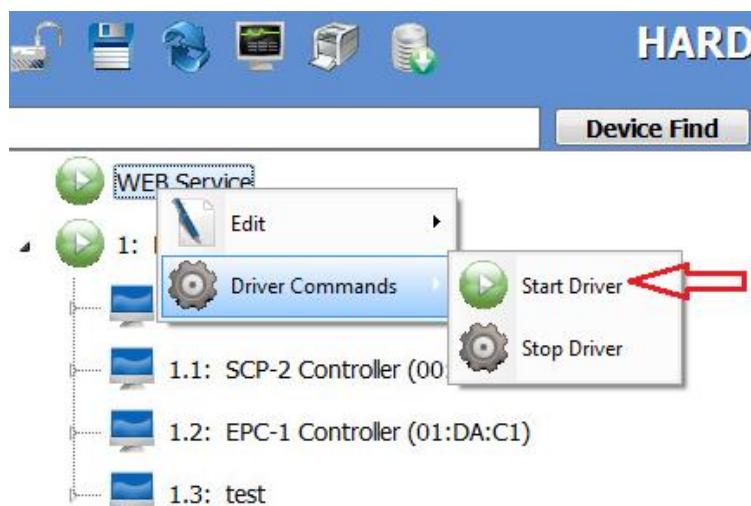 HARD
Device Find
WEB Service
Edit
1:
Driver Commands
Start Driver
Stop Driver
1.1: SCP-2 Controller (00:
1.2: EPC-1 Controller (01:DA:C1)
1.3: test